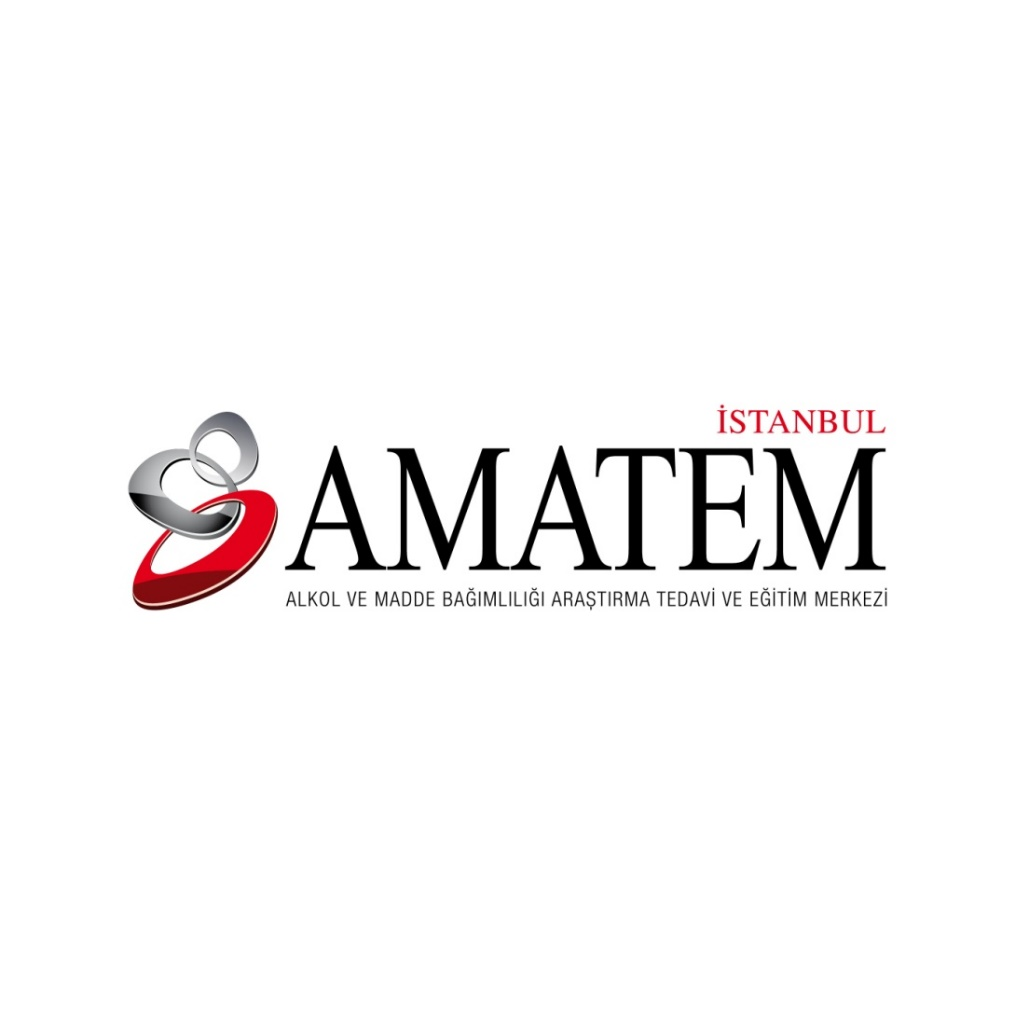 İSTANBUL
AMATEM
ALKOL VE MADDE BAĞIMLILIĞI ARAŞTIRMA TEDAVİ VE EĞİTİM MERKEZİ